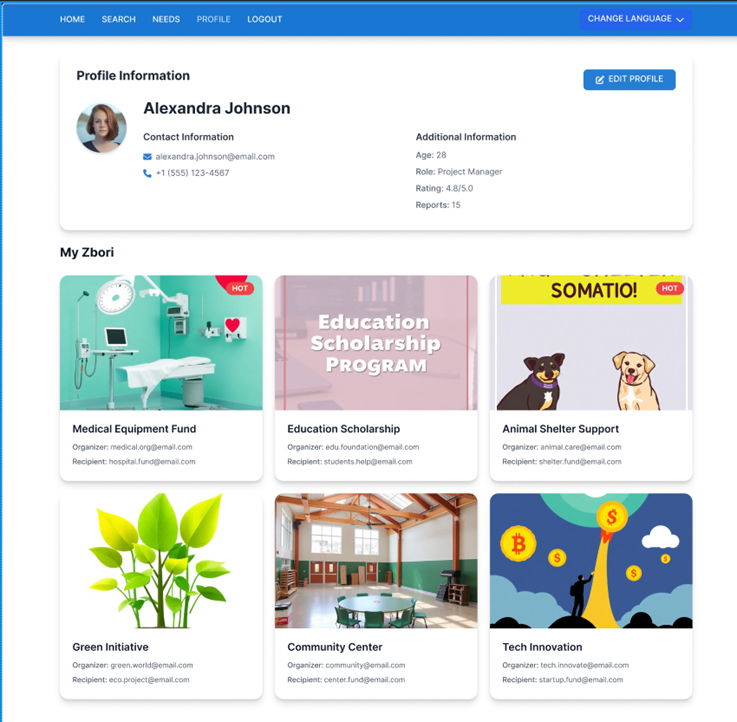 HOME SEARCH NEEDS PROFILE LOGOUT CHANGE LANGUAGE
Profile Information
EDIT PROFILE
Alexandra Johnson
Contact Information
alexandra.johnson@email.com
+1 (555) 123-4567
Additional Information
Age: 28
Role: Project Manager
Rating: 4.8/5.0
Reports: 15
My Zbori
HOT
Medical Equipment Fund
Organizer: medical.org@email.com
Recipient: hospital.fund@email.com
Education
Scholarship
PROGRAM
Education Scholarship
Organizer: edu.foundation@email.com
Recipient: students.help@email.com
SOMATIO!
HOT
Animal Shelter Support
Organizer: animal.care@email.com
Recipient: shelter.fund@email.com
Green Initiative
Organizer: green.world@email.com
Recipient: eco.project@email.com
Community Center
Organizer: community@email.com
Recipient: center.fund@email.com
Tech Innovation
Organizer: tech.innovate@email.com
Recipient: startup.fund@email.com